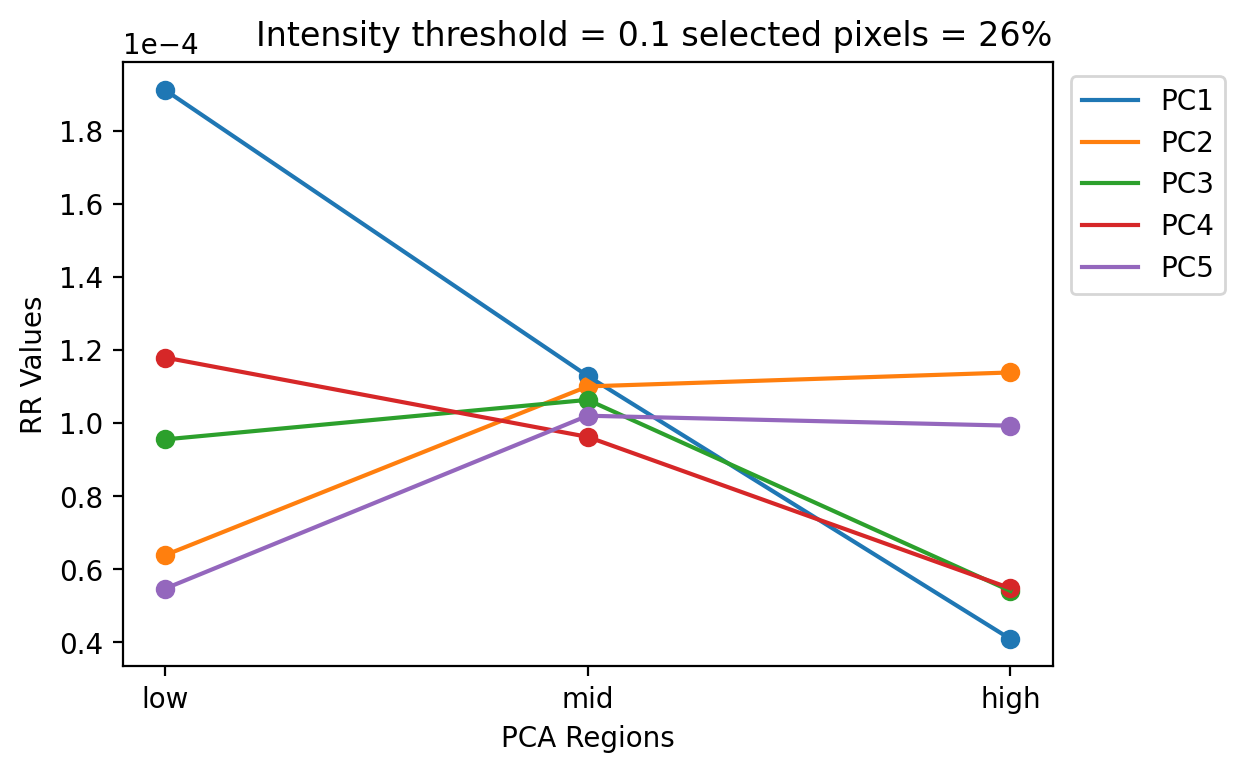 Intensity threshold = 0.1 selected pixels = 26%
1e−4
1.8
1.6
1.4
1.2
1.0
0.8
0.6
0.4
RR Values
low
mid
high
PCA Regions
PC1
PC2
PC3
PC4
PC5